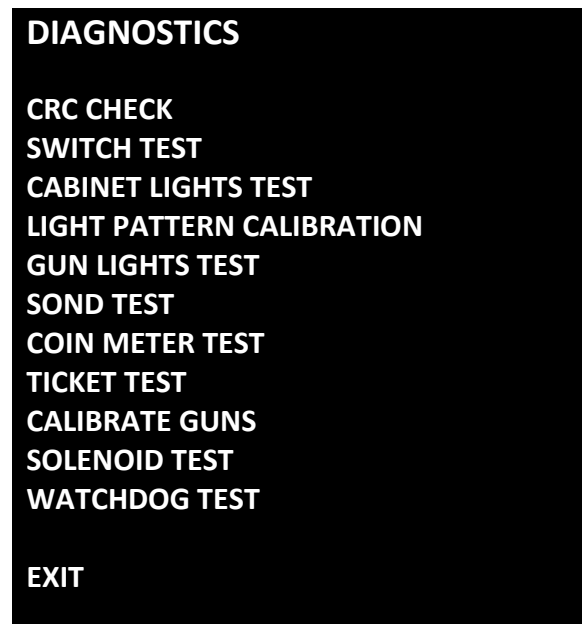 DIAGNOSTICS
CRC CHECK
SWITCH TEST
CABINET LIGHTS TEST
LIGHT PATTERN CALIBRATION
GUN LIGHTS TEST
SOND TEST
COIN METER TEST
TICKET TEST
CALIBRATE GUNS
SOLENOID TEST
WATCHDOG TEST
EXIT